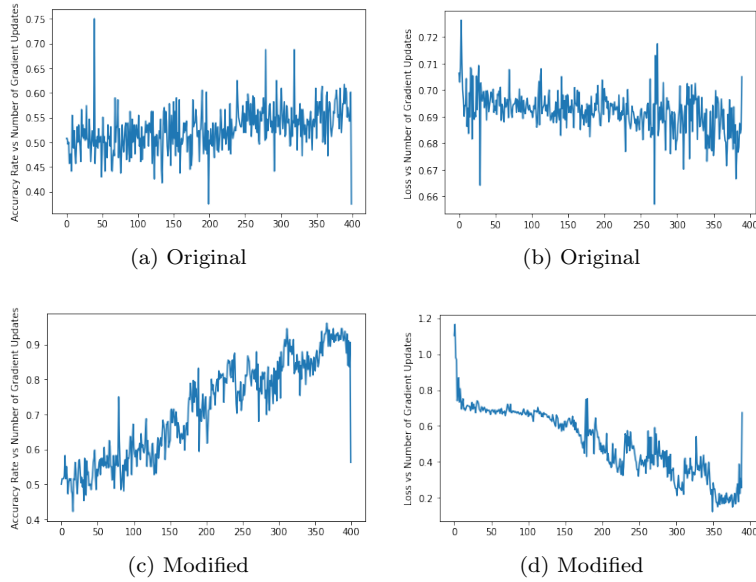 Accuracy Rate vs Number of Gradient Updates
0.75
0.70
0.65
0.60
0.55
0.50
0.45
0.40
0 50 100 150 200 250 300 350 400
(a) Original
Loss vs Number of Gradient Updates
0.72
0.71
0.70
0.69
0.68
0.67
0.66
0 50 100 150 200 250 300 350 400
(b) Original
Accuracy Rate vs Number of Gradient Updates
0.9
0.8
0.7
0.6
0.5
0.4
0 50 100 150 200 250 300 350 400
(c) Modified
Loss vs Number of Gradient Updates
1.2
1.0
0.8
0.6
0.4
0.2
0 50 100 150 200 250 300 350 400
(d) Modified